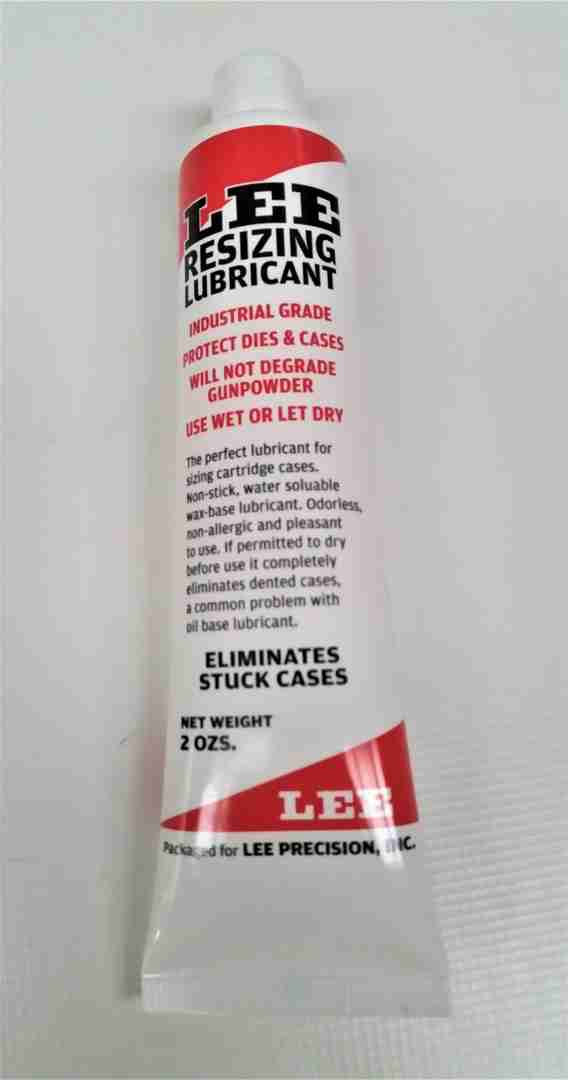 LEE
RESIZING
LUBRICANT
INDUSTRIAL GRADE
PROTECT DIES & CASES
WILL NOT DEGRADE
GUNPOWDER
USE WET OR LET DRY
The perfect lubricant for
sizing cartridge cases.
Non-stick, water soluable
wax-base lubricant. Odorless,
non-allergic and pleasant
to use. If permitted to dry
before use it completely
eliminates dented cases,
a common problem with
oil base lubricant.
ELIMINATES
STUCK CASES
NET WEIGHT
2 OZS.
LEE
Packaged for LEE PRECISION, INC.